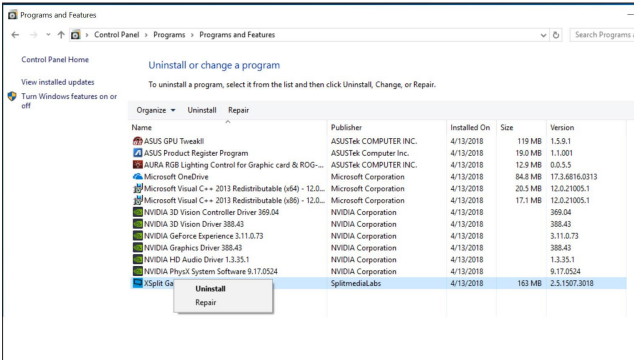 Programs and Features
Control Panel > Programs > Programs and Features
Search Programs a
Control Panel Home
View installed updates
Turn Windows features on or off
Uninstall or change a program
To uninstall a program, select it from the list and then click Uninstall, Change, or Repair.
Organize Uninstall Repair
Name Publisher Installed On Size Version
ASUS GPU TweakII ASUSTek COMPUTER INC. 4/13/2018 119 MB 1.5.9.1
ASUS Product Register Program ASUSTek Computer Inc. 4/13/2018 19.0 MB 1.1.001
AURA RGB Lighting Control for Graphic card & ROG-... ASUSTek COMPUTER INC. 4/13/2018 12.9 MB 0.0.5.5
Microsoft OneDrive Microsoft Corporation 4/13/2018 84.8 MB 17.3.6816.0313
Microsoft Visual C++ 2013 Redistributable (x64) - 12.0... Microsoft Corporation 4/13/2018 20.5 MB 12.0.21005.1
Microsoft Visual C++ 2013 Redistributable (x86) - 12.0... Microsoft Corporation 4/13/2018 17.1 MB 12.0.21005.1
NVIDIA 3D Vision Controller Driver 369.04 NVIDIA Corporation 4/13/2018 369.04
NVIDIA 3D Vision Driver 388.43 NVIDIA Corporation 4/13/2018 388.43
NVIDIA GeForce Experience 3.11.0.73 NVIDIA Corporation 4/13/2018 3.11.0.73
NVIDIA Graphics Driver 388.43 NVIDIA Corporation 4/13/2018 388.43
NVIDIA HD Audio Driver 1.3.35.1 NVIDIA Corporation 4/13/2018 1.3.35.1
NVIDIA PhysX System Software 9.17.0524 NVIDIA Corporation 4/13/2018 9.17.0524
XSplit Ga SplitmediaLabs 4/13/2018 163 MB 2.5.1507.3018
Uninstall
Repair